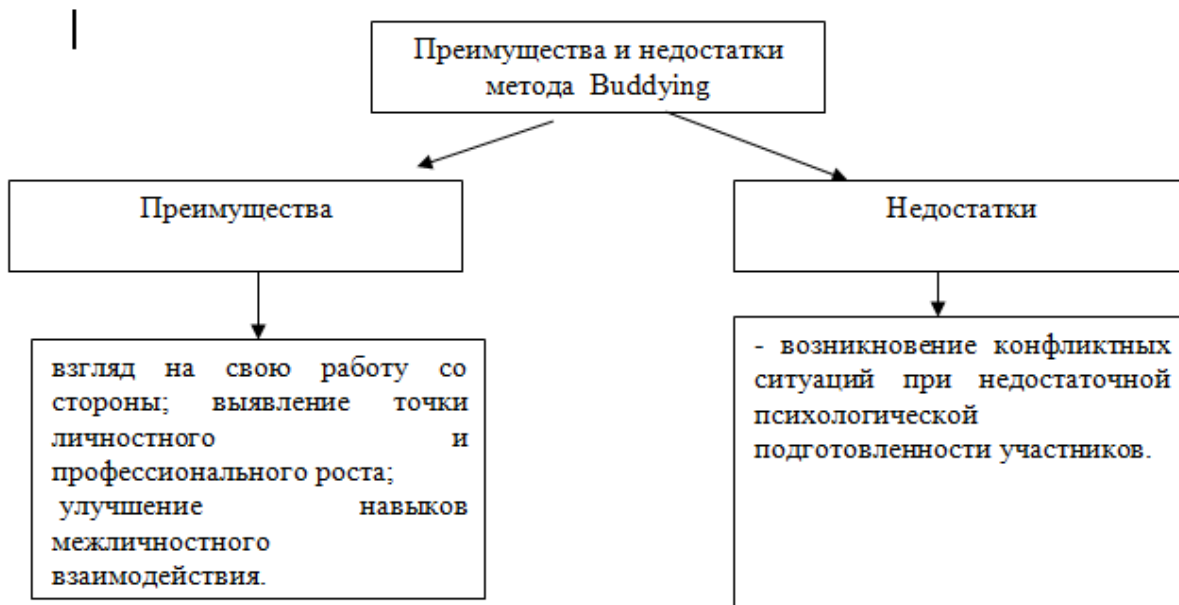 Преимущества и недостатки
метода Buddying
Преимущества
Недостатки
взгляд на свою работу со
стороны; выявление точки
личностного и
профессионального роста;
улучшение навыков
межличностного
взаимодействия.
- возникновение конфликтных
ситуаций при недостаточной
психологической
подготовленности участников.